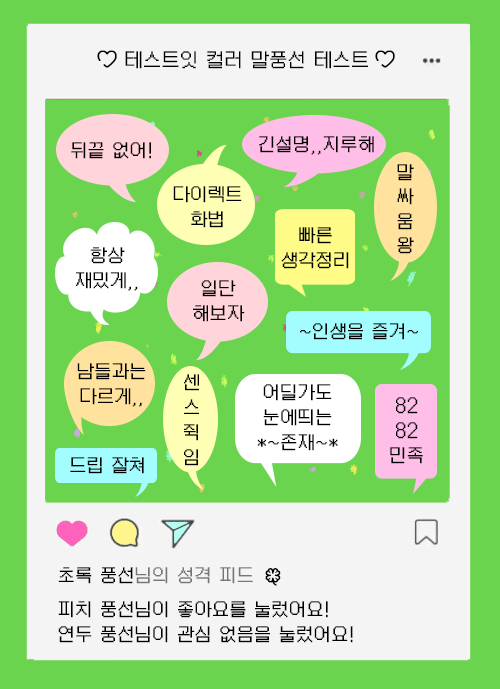 ♡ 테스트잇 컬러 말풍선 테스트 ♡
뒤끝 없어!
긴설명,,지루해
다이렉트
화법
말
싸
움
왕
빠른
생각정리
항상
재밌게,,
일단
해보자
~인생을 즐겨~
남들과는
다르게,,
센
스
쟉
임
어딜가도
눈에띄는
*~존재~*
82
82
민족
드립 잘쳐
초록 풍선님의 성격 피드
피치 풍선님이 좋아요를 눌렀어요!
연두 풍선님이 관심 없음을 눌렀어요!